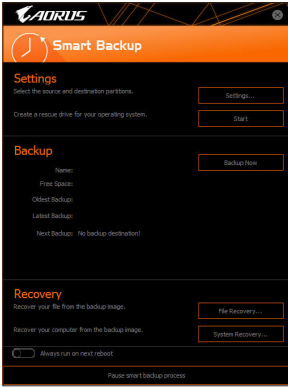 AORUS
Smart Backup
Settings
Select the source and destination partitions.
Settings...
Create a rescue drive for your operating system.
Start
Backup
Backup Now
Name:
Free Space:
Oldest Backup:
Latest Backup:
Next Backup: No backup destination!
Recovery
Recover your file from the backup image.
File Recovery...
Recover your computer from the backup image.
System Recovery...
Always run on next reboot
Pause smart backup process